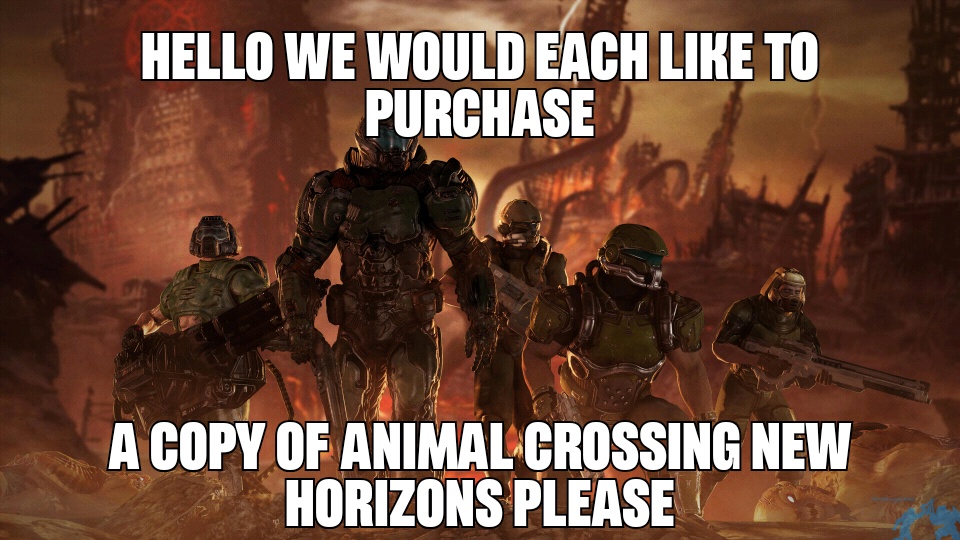 HELLO WE WOULD EACH LIKE TO
PURCHASE
A COPY OF ANIMAL CROSSING NEW
HORIZONS PLEASE